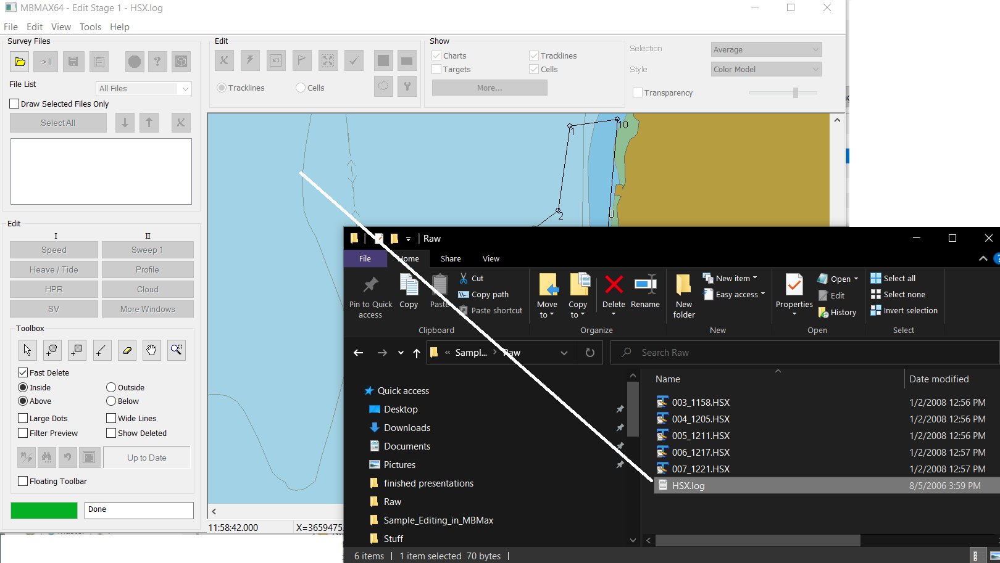 MBMAX64 - Edit Stage 1 - HSX.log
File Edit View Tools Help
Survey Files
->II
?
File List
All Files
Draw Selected Files Only
Select All
X
Edit
X
Tracklines
Cells
Show
Charts
Tracklines
Targets
Cells
More...
Selection
Average
Style
Color Model
Transparency
1
10
2
Edit
I
II
Speed
Sweep 1
Heave / Tide
Profile
HPR
Cloud
SV
More Windows
Toolbox
Fast Delete
Inside
Outside
Above
Below
Large Dots
Wide Lines
Filter Preview
Show Deleted
Up to Date
Floating Toolbar
Done
11:58:42.000
X=3659475.
Raw
File
Home
Share
View
Pin to Quick access
Copy
Paste
Cut
Copy path
Paste shortcut
Clipboard
Move to
Copy to
Delete
Rename
Organize
New folder
New item
Easy access
New
Properties
Open
Edit
History
Open
Select all
Select none
Invert selection
Select
« Sampl... > Raw
Search Raw
Quick access
Desktop
Downloads
Documents
Pictures
finished presentations
Raw
Sample_Editing_in_MBMax
Stuff
Name
Date modified
003_1158.HSX 1/2/2008 12:56 PM
004_1205.HSX 1/2/2008 12:56 PM
005_1211.HSX 1/2/2008 12:56 PM
006_1217.HSX 1/2/2008 12:57 PM
007_1221.HSX 1/2/2008 12:57 PM
HSX.log 8/5/2006 3:59 PM
6 items 1 item selected 70 bytes